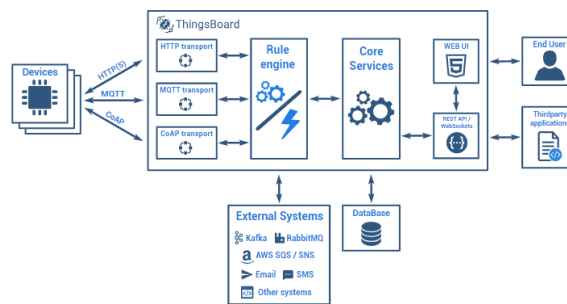 ThingsBoard
Devices
HTTP(S)
MQTT
CoAP
HTTP transport
MQTT transport
CoAP transport
Rule
engine
Core
Services
WEB UI
5
REST API /
WebSockets
End User
Thirdparty
applications
External Systems
Kafka
RabbitMQ
AWS SQS / SNS
Email
SMS
Other systems
DataBase